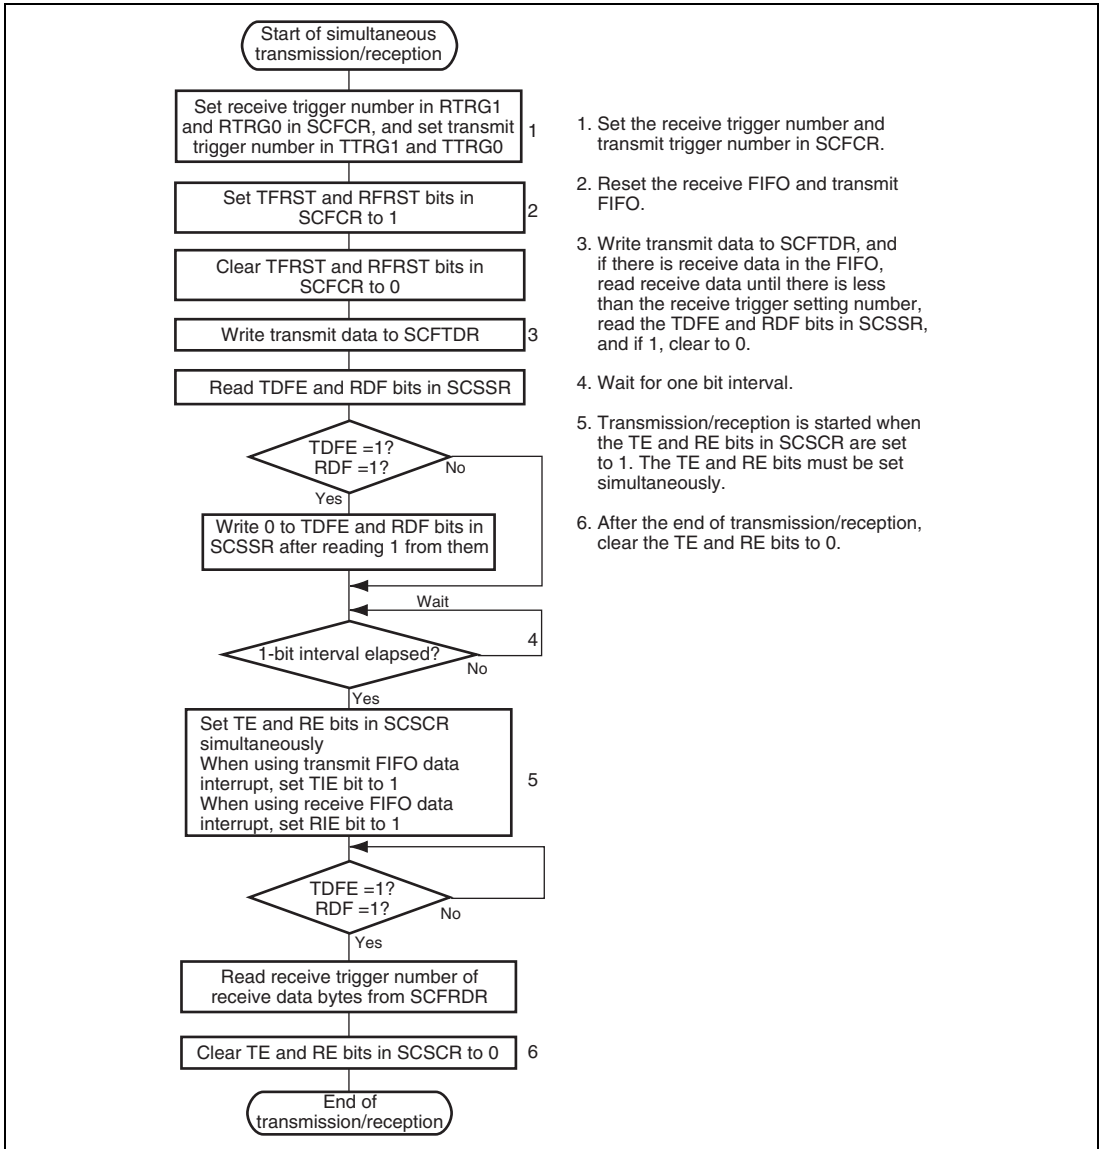 Start of simultaneous
transmission/reception
Set receive trigger number in RTRG1
and RTRG0 in SCFCR, and set transmit
trigger number in TTRG1 and TTRG0
1
Set TFRST and RFRST bits in
SCFCR to 1
2
Clear TFRST and RFRST bits in
SCFCR to 0
Write transmit data to SCFTDR
3
Read TDFE and RDF bits in SCSSR
TDFE =1?
RDF =1?
No
Yes
Write 0 to TDFE and RDF bits in
SCSSR after reading 1 from them
Wait
4
1-bit interval elapsed?
No
Yes
Set TE and RE bits in SCSCR
simultaneously
When using transmit FIFO data
interrupt, set TIE bit to 1
When using receive FIFO data
interrupt, set RIE bit to 1
5
TDFE =1?
RDF =1?
No
Yes
Read receive trigger number of
receive data bytes from SCFRDR
Clear TE and RE bits in SCSCR to 0
6
End of
transmission/reception
1. Set the receive trigger number and
transmit trigger number in SCFCR.
2. Reset the receive FIFO and transmit
FIFO.
3. Write transmit data to SCFTDR, and
if there is receive data in the FIFO,
read receive data until there is less
than the receive trigger setting number,
read the TDFE and RDF bits in SCSSR,
and if 1, clear to 0.
4. Wait for one bit interval.
5. Transmission/reception is started when
the TE and RE bits in SCSCR are set
to 1. The TE and RE bits must be set
simultaneously.
6. After the end of transmission/reception,
clear the TE and RE bits to 0.